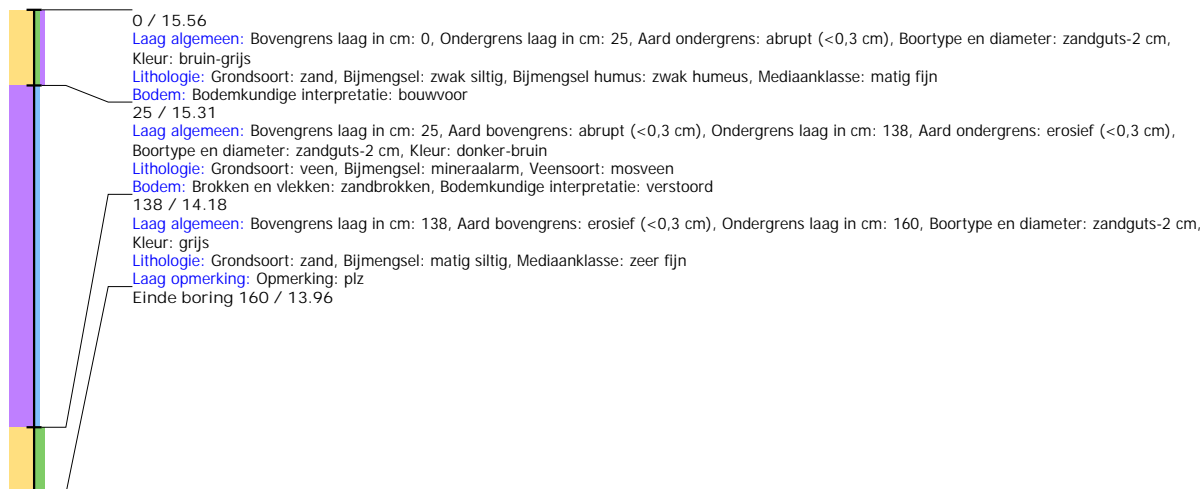 0 / 15.56
Laag algemeen: Bovengrens laag in cm: 0, Ondergrens laag in cm: 25, Aard ondergrens: abrupt (<0,3 cm), Boortype en diameter: zandguts-2 cm,
Kleur: bruin-grijs
Lithologie: Grondsoort: zand, Bijmengsel: zwak siltig, Bijmengsel humus: zwak humeus, Mediaanklasse: matig fijn
Bodem: Bodemkundige interpretatie: bouwvoor
25 / 15.31
Laag algemeen: Bovengrens laag in cm: 25, Aard bovengrens: abrupt (<0,3 cm), Ondergrens laag in cm: 138, Aard ondergrens: erosief (<0,3 cm),
Boortype en diameter: zandguts-2 cm, Kleur: donker-bruin
Lithologie: Grondsoort: veen, Bijmengsel: mineraalarm, Veensoort: mosveen
Bodem: Brokken en vlekken: zandbrokken, Bodemkundige interpretatie: verstoord
138 / 14.18
Laag algemeen: Bovengrens laag in cm: 138, Aard bovengrens: erosief (<0,3 cm), Ondergrens laag in cm: 160, Boortype en diameter: zandguts-2 cm,
Kleur: grijs
Lithologie: Grondsoort: zand, Bijmengsel: matig siltig, Mediaanklasse: zeer fijn
Laag opmerking: Opmerking: plz
Einde boring 160 / 13.96